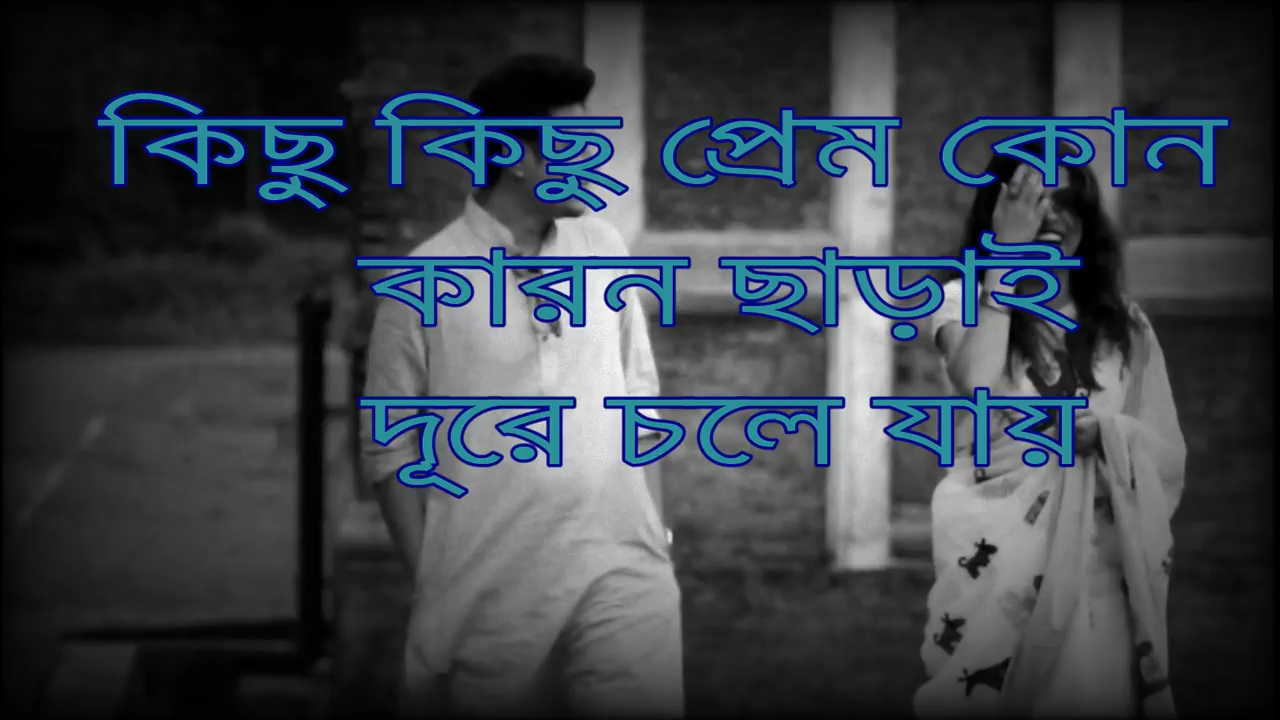 কিছু কিছু প্রেম কোন
কারন ছাড়াই
দূরে চলে যায়